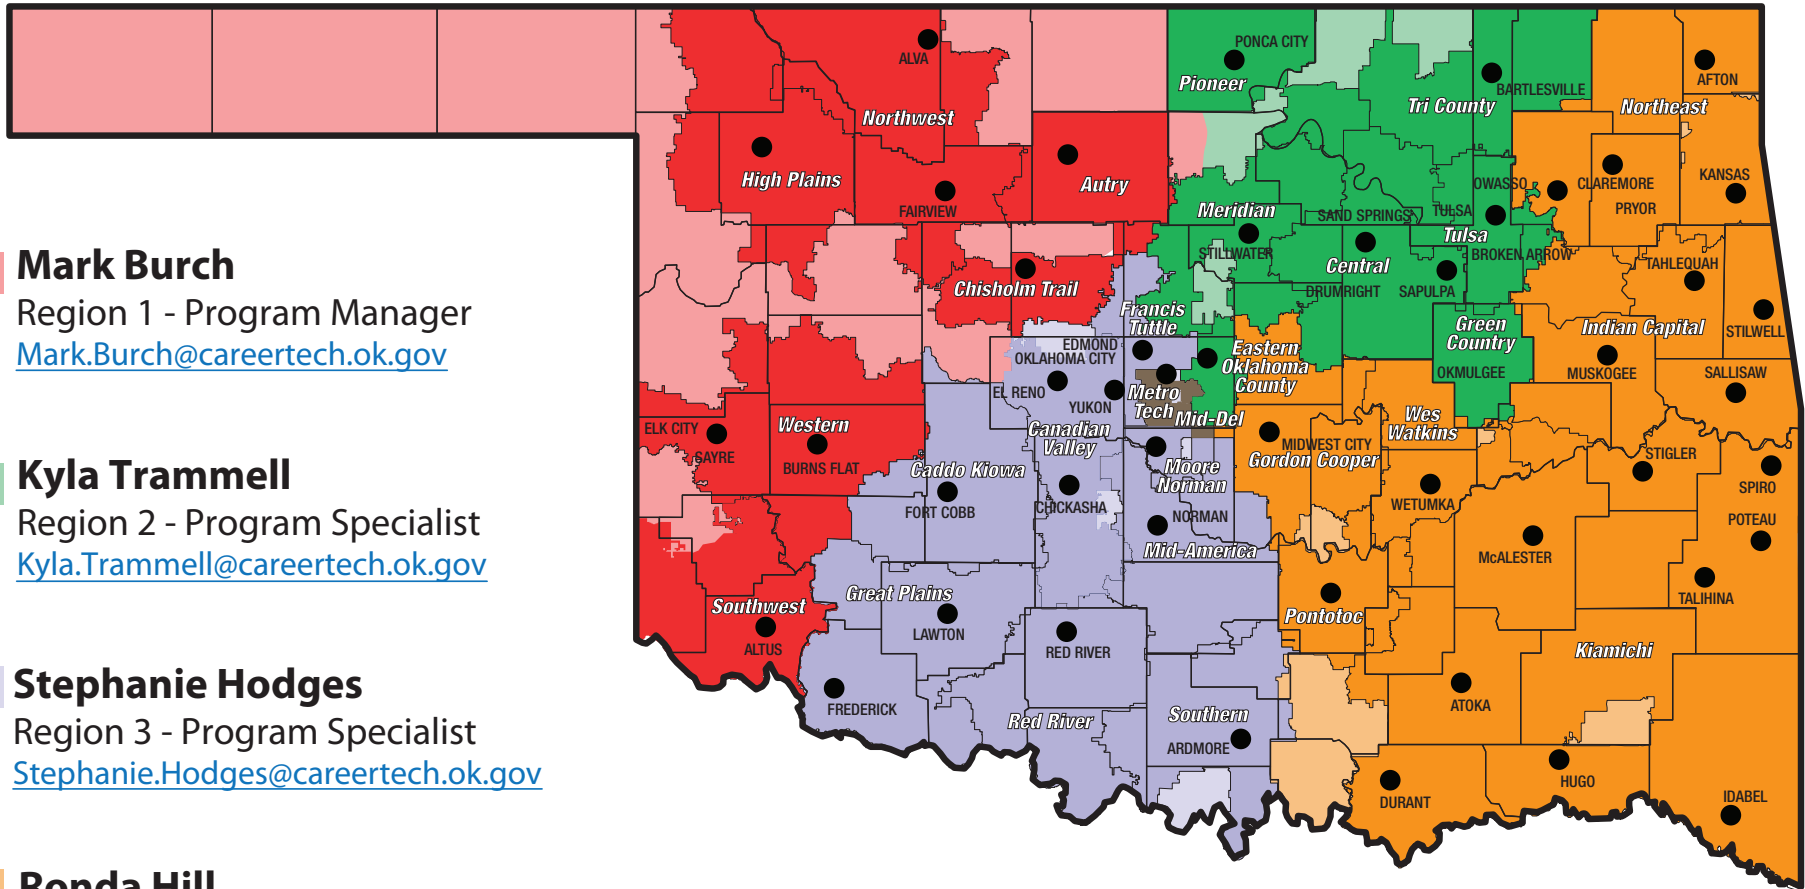 Mark Burch
Region 1 - Program Manager
Mark.Burch@careertech.ok.gov
Kyla Trammell
Region 2 - Program Specialist
Kyla.Trammell@careertech.ok.gov
Stephanie Hodges
Region 3 - Program Specialist
Stephanie.Hodges@careertech.ok.gov
Ronda Hill
ALVA
Northwest
High Plains
FAIRVIEW
Autry
Chisholm Trail
ELK CITY
SAYRE
Western
BURNS FLAT
Southwest
ALTUS
PONCA CITY
Pioneer
Tri County
BARTLESVILLE
Meridian
STILLWATER
SAND SPRINGS
TULSA
OWASSO
Tulsa
BROKEN ARROW
Central
DRUMRIGHT
SAPULPA
Green
Country
OKMULGEE
Francis
Tuttle
EDMOND
OKLAHOMA CITY
EL RENO
YUKON
Metro
Tech
Mid-Del
Eastern
Oklahoma
County
Canadian
Valley
Caddo Kiowa
FORT COBB
CHICKASHA
Moore
Norman
NORMAN
Mid-America
Great Plains
LAWTON
RED RIVER
FREDERICK
Red River
Southern
ARDMORE
AFTON
Northeast
CLAREMORE
PRYOR
KANSAS
TAHLEQUAH
STILWELL
Indian Capital
MUSKOGEE
SALLISAW
Wes
Watkins
MIDWEST CITY
Gordon Cooper
WETUMKA
STIGLER
SPIRO
POTEAU
McALESTER
TALIHINA
Pontotoc
Kiamichi
ATOKA
DURANT
HUGO
IDABEL